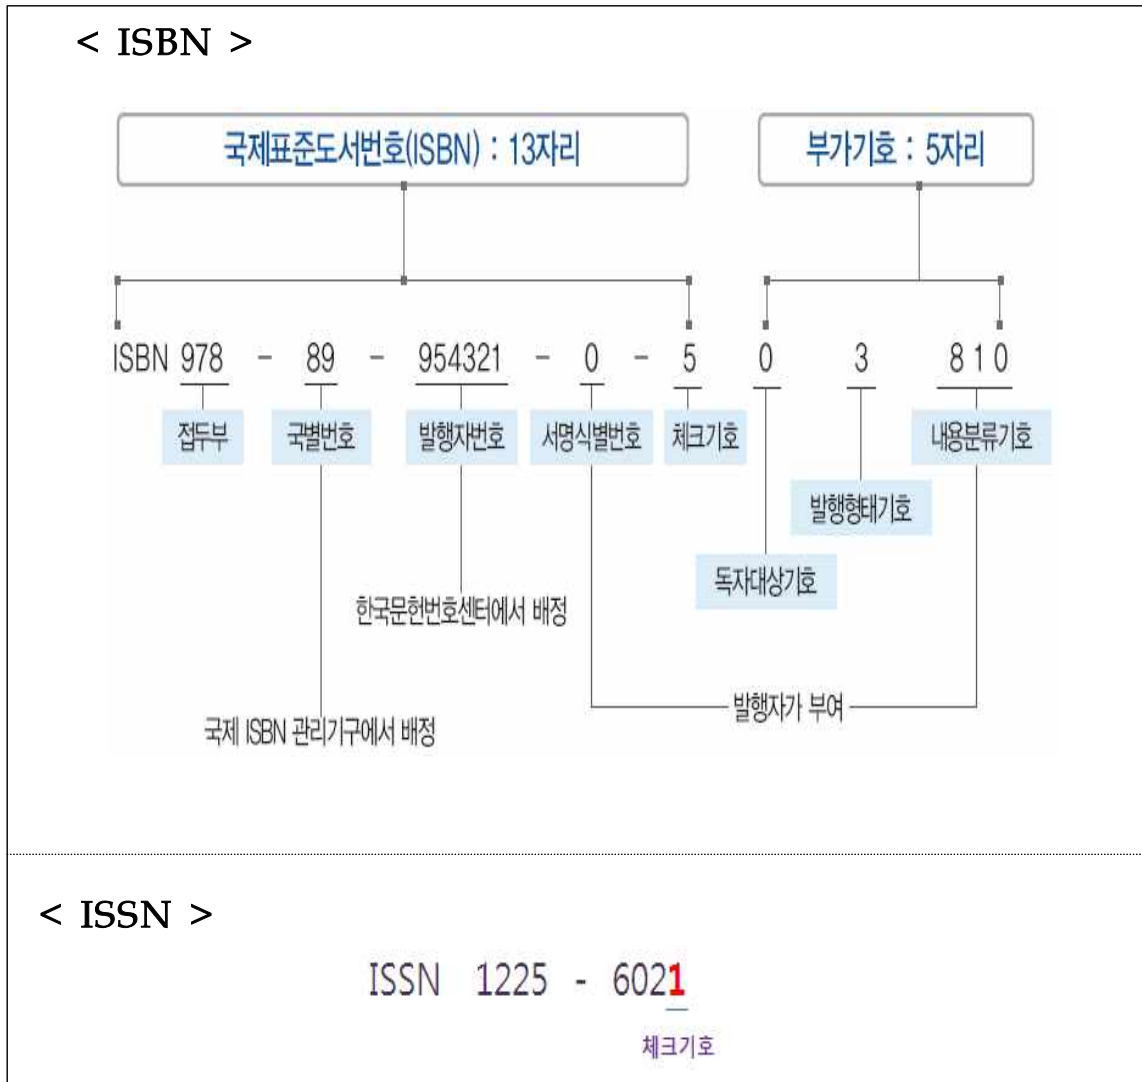 < ISBN >
국제표준도서번호(ISBN) : 13자리
부가기호 : 5자리
ISBN 978 - 89 - 954321 - 0 - 5 0 3 810
접두부 국별번호 발행자번호 서명식별번호 체크기호 내용분류기호
발행형태기호
독자대상기호
한국문헌번호센터에서 배정
발행자가 부여
국제 ISBN 관리기구에서 배정
< ISSN >
ISSN 1225 - 6021
체크기호